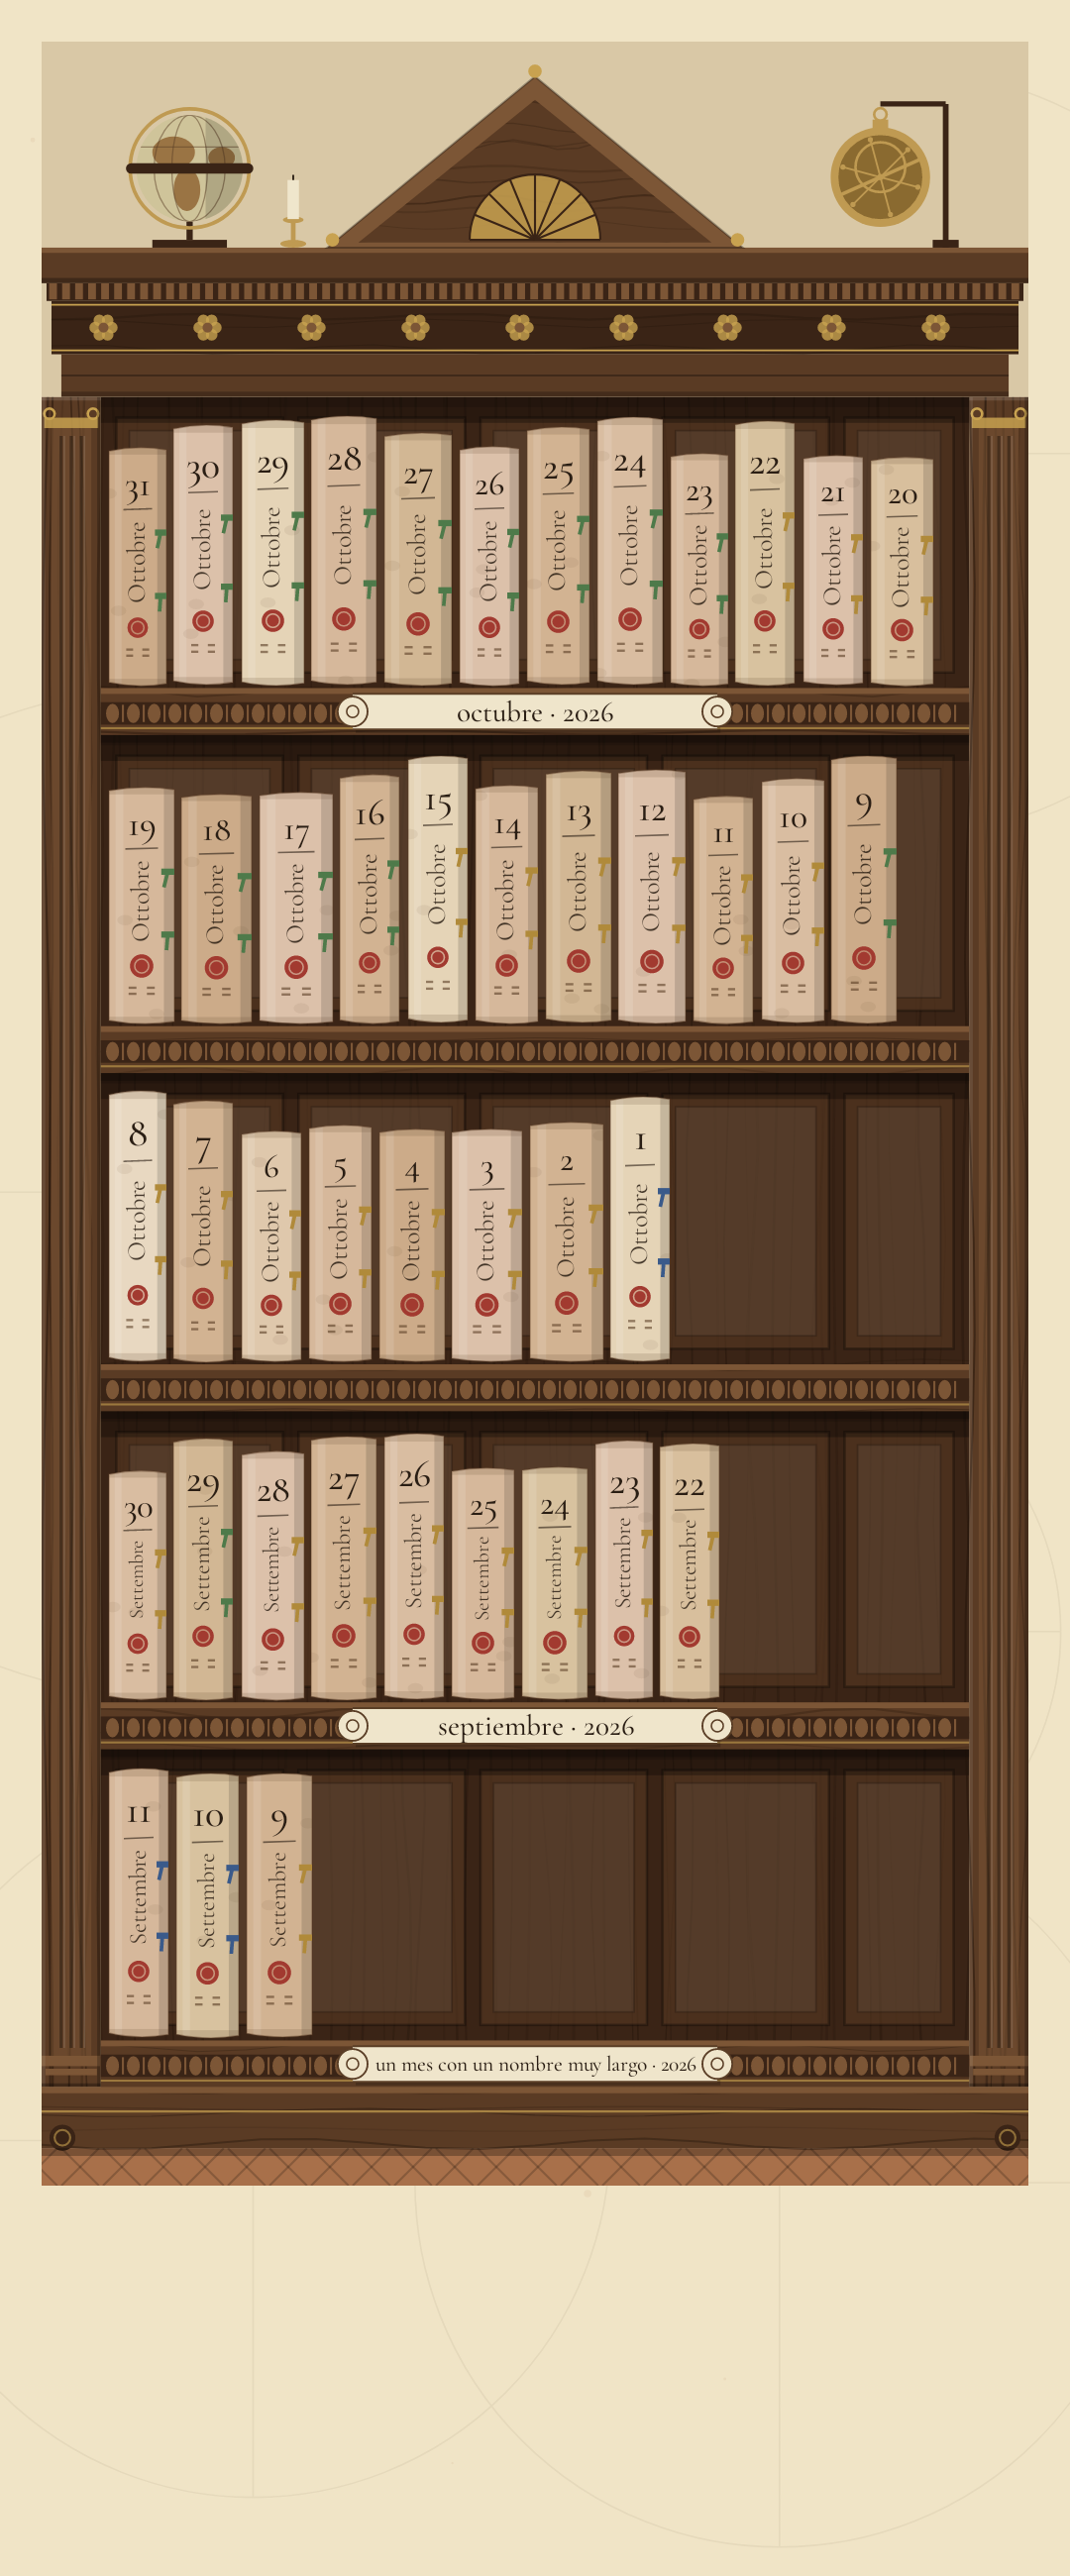 31 Ottobre
30 Ottobre
29 Ottobre
28 Ottobre
27 Ottobre
26 Ottobre
25 Ottobre
24 Ottobre
23 Ottobre
22 Ottobre
21 Ottobre
20 Ottobre
octubre · 2026
19 Ottobre
18 Ottobre
17 Ottobre
16 Ottobre
15 Ottobre
14 Ottobre
13 Ottobre
12 Ottobre
11 Ottobre
10 Ottobre
9 Ottobre
8 Ottobre
7 Ottobre
6 Ottobre
5 Ottobre
4 Ottobre
3 Ottobre
2 Ottobre
1 Ottobre
30 Settembre
29 Settembre
28 Settembre
27 Settembre
26 Settembre
25 Settembre
24 Settembre
23 Settembre
22 Settembre
septiembre · 2026
11 Settembre
10 Settembre
9 Settembre
un mes con un nombre muy largo · 2026